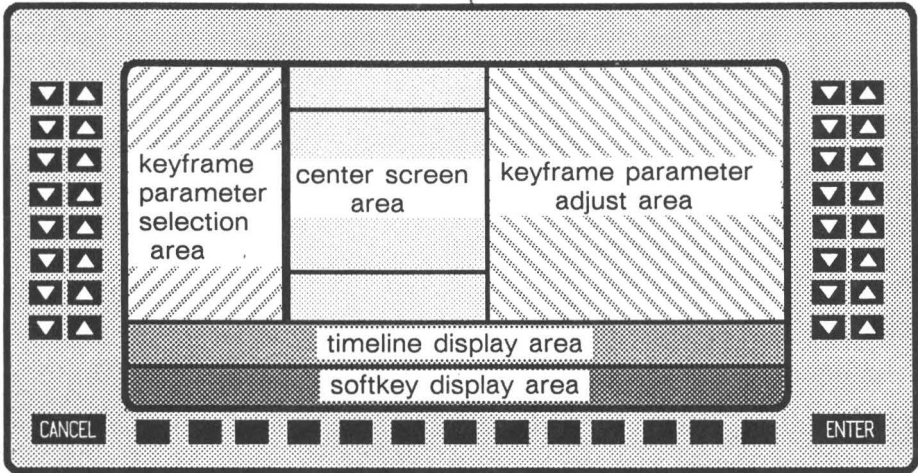 keyframe
parameter
selection
area
center screen
area
keyframe parameter
adjust area
timeline display area
softkey display area
CANCEL
ENTER